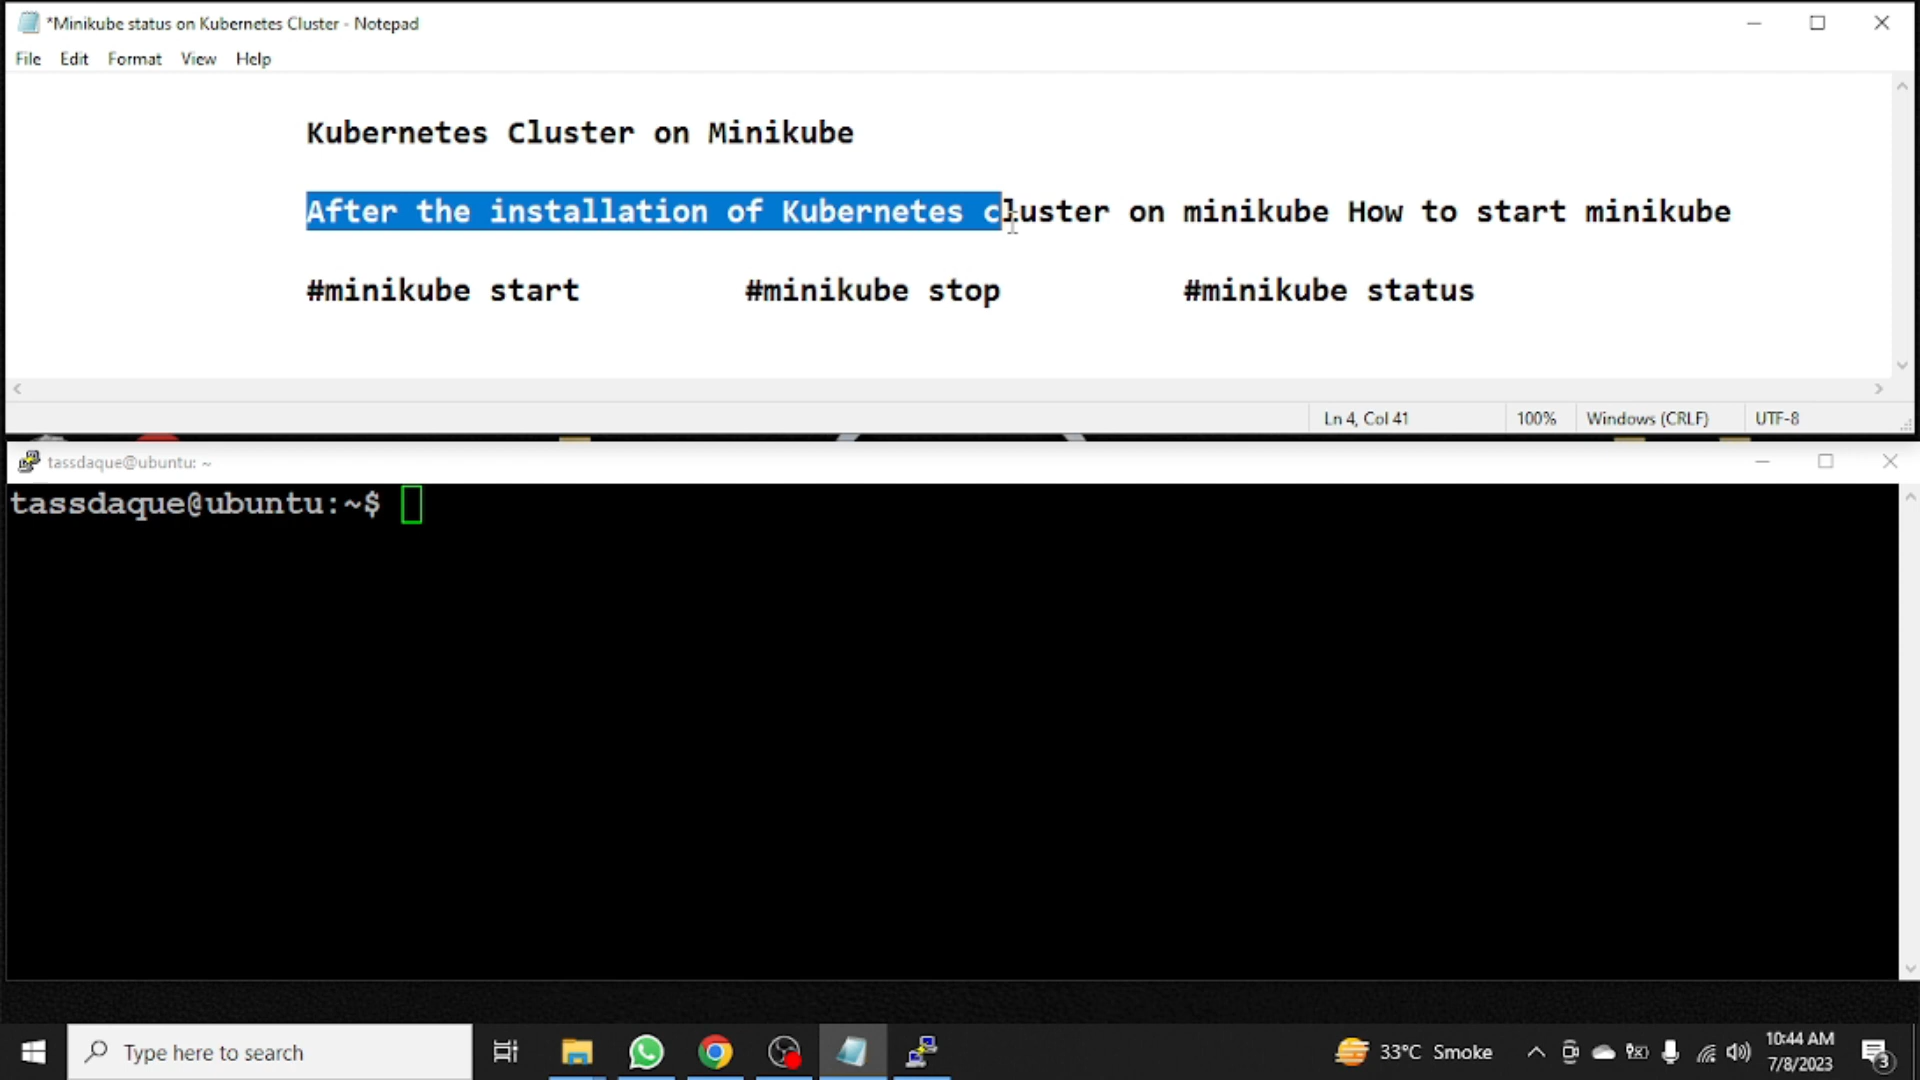 *Minikube status on Kubernetes Cluster - Notepad
File Edit Format View Help
Kubernetes Cluster on Minikube
After the installation of Kubernetes cluster on minikube How to start minikube
#minikube start #minikube stop #minikube status
Ln 4, Col 41 100% Windows (CRLF) UTF-8
tassdaque@ubuntu: ~
tassdaque@ubuntu:~$
Type here to search
33°C Smoke
10:44 AM
7/8/2023
3